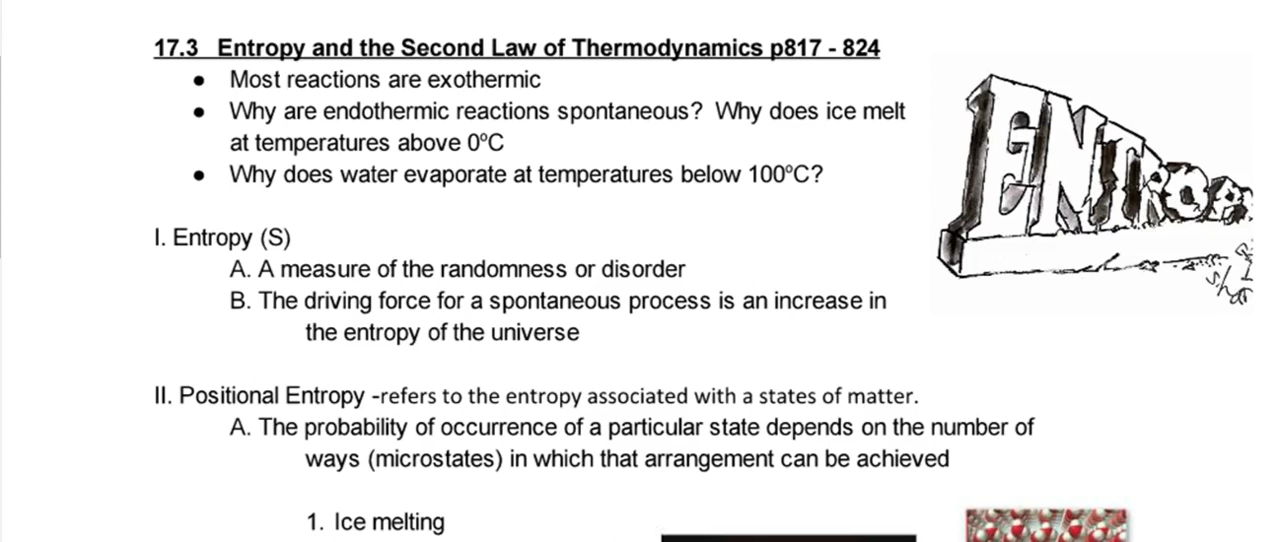 17.3 Entropy and the Second Law of Thermodynamics p817 - 824
• Most reactions are exothermic
• Why are endothermic reactions spontaneous? Why does ice melt
at temperatures above 0ºC
• Why does water evaporate at temperatures below 100ºC?
ENTROP
I. Entropy (S)
A. A measure of the randomness or disorder
B. The driving force for a spontaneous process is an increase in
the entropy of the universe
II. Positional Entropy -refers to the entropy associated with a states of matter.
A. The probability of occurrence of a particular state depends on the number of
ways (microstates) in which that arrangement can be achieved
1. Ice melting